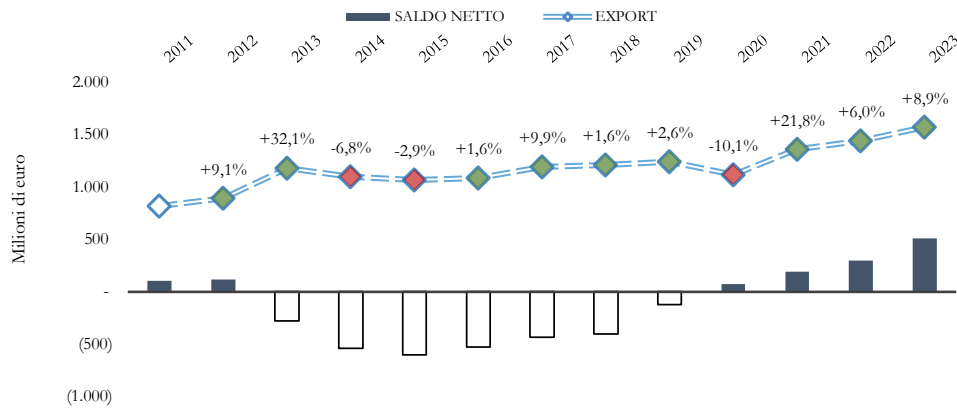 SALDO NETTO EXPORT
2011 2012 2013 2014 2015 2016 2017 2018 2019 2020 2021 2022 2023
2.000
1.500
1.000
500
-
(500)
(1.000)
Milioni di euro
+9,1% +32,1% -6,8% -2,9% +1,6% +9,9% +1,6% +2,6% -10,1% +21,8% +6,0% +8,9%